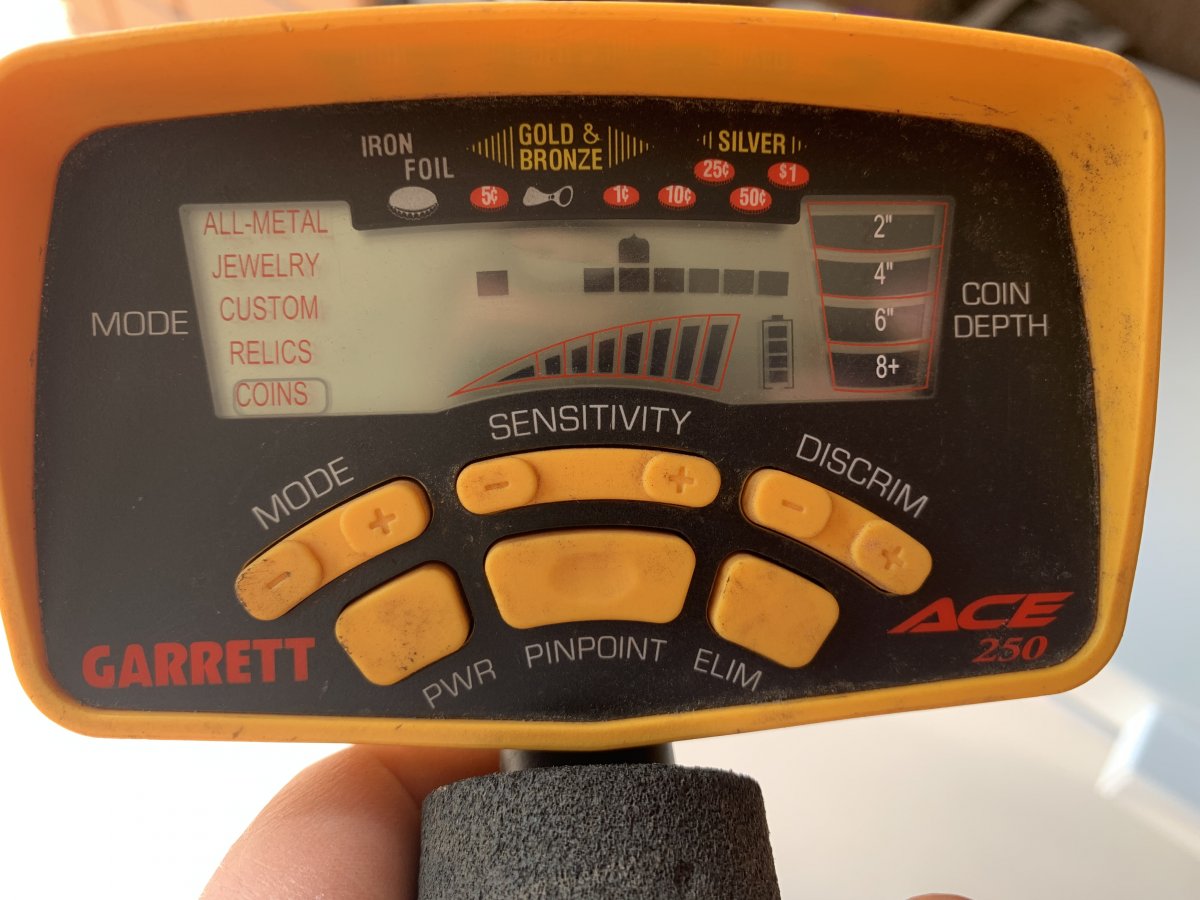 IRON
FOIL
GOLD &
BRONZE
SILVER
5¢
1¢
10¢
25¢
50¢
$1
MODE
ALL-METAL
JEWELRY
CUSTOM
RELICS
COINS
2"
4"
6"
8+
COIN
DEPTH
SENSITIVITY
- +
MODE
- +
DISCRIM
- +
PWR
PINPOINT
ELIM
GARRETT
ACE
250